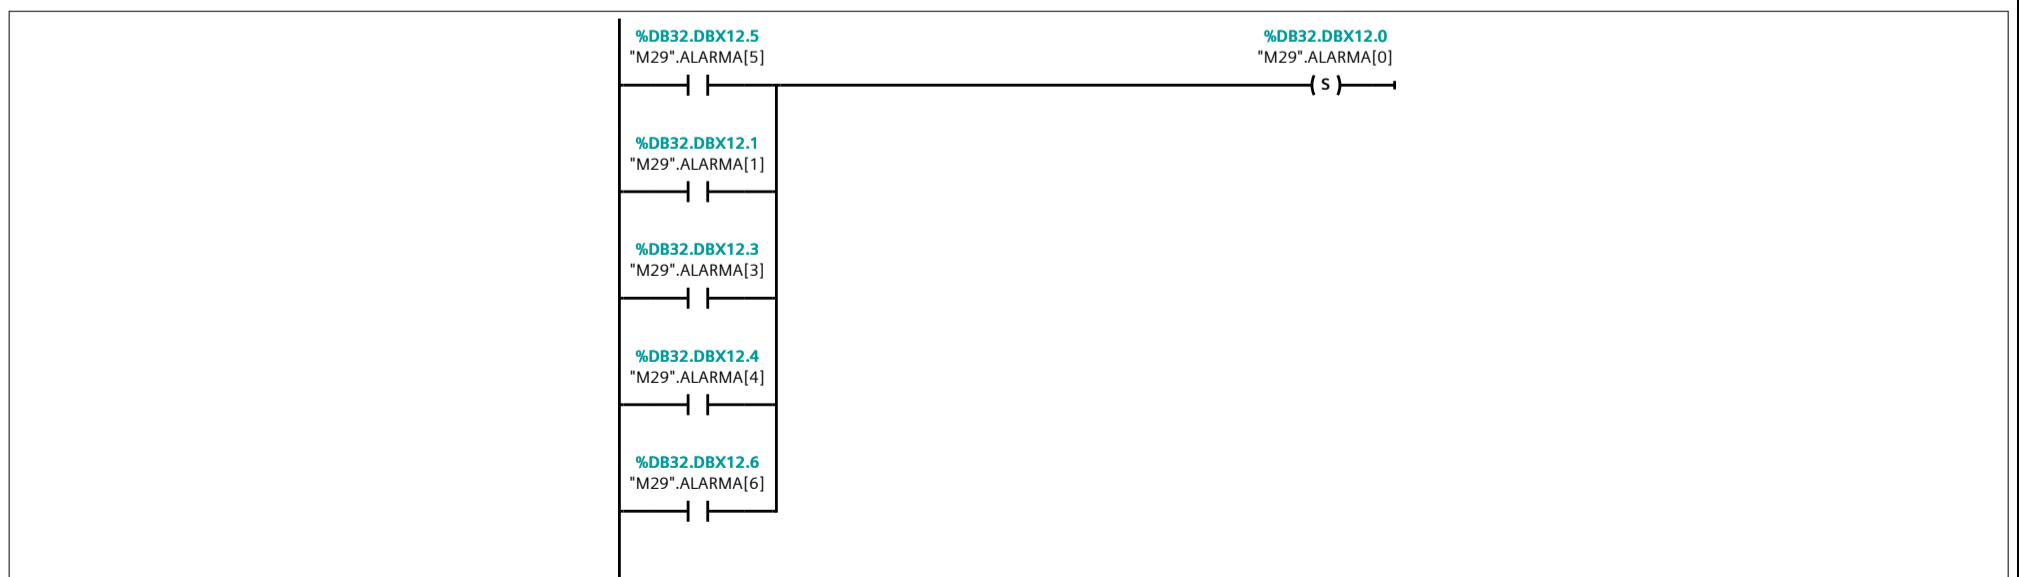 %DB32.DBX12.5
"M29".ALARMA[5]
%DB32.DBX12.0
"M29".ALARMA[0]
S
%DB32.DBX12.1
"M29".ALARMA[1]
%DB32.DBX12.3
"M29".ALARMA[3]
%DB32.DBX12.4
"M29".ALARMA[4]
%DB32.DBX12.6
"M29".ALARMA[6]